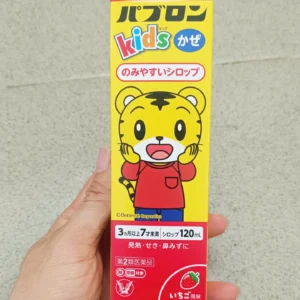 パブロン
kids かぜ
のみやすいシロップ
©Benesse Corporation
3ヵ月以上7才未満 シロップ 120mL
発熱・せき・鼻みずに
第2類医薬品
いちご風味